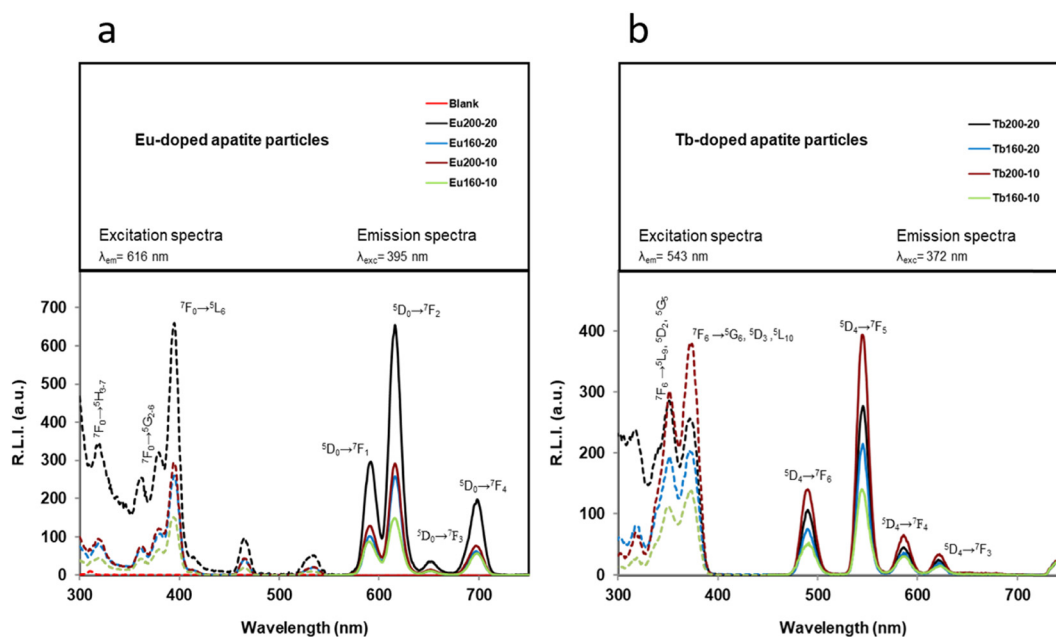 a
Blank
Eu200-20
Eu-doped apatite particles
Eu160-20
Eu200-10
Eu160-10
Excitation spectra
λem= 616 nm
Emission spectra
λexc= 395 nm
R.L.I. (a.u.)
700
600
500
400
300
200
100
0
⁷F₀→⁵H₃₋₇
⁷F₀→⁵G₂₋₆
⁷F₀→⁵L₆
⁵D₀→⁷F₁
⁵D₀→⁷F₂
⁵D₀→⁷F₃
⁵D₀→⁷F₄
300 400 500 600 700
Wavelength (nm)
b
Tb200-20
Tb-doped apatite particles
Tb160-20
Tb200-10
Tb160-10
Excitation spectra
λem= 543 nm
Emission spectra
λexc= 372 nm
R.L.I. (a.u.)
400
300
200
100
0
⁷F₆→⁵L₉, ⁵D₂, ⁵G₅
⁷F₆→⁵G₆, ⁵D₃ ,⁵L₁₀
⁵D₄→⁷F₆
⁵D₄→⁷F₅
⁵D₄→⁷F₄
⁵D₄→⁷F₃
300 400 500 600 700
Wavelength (nm)